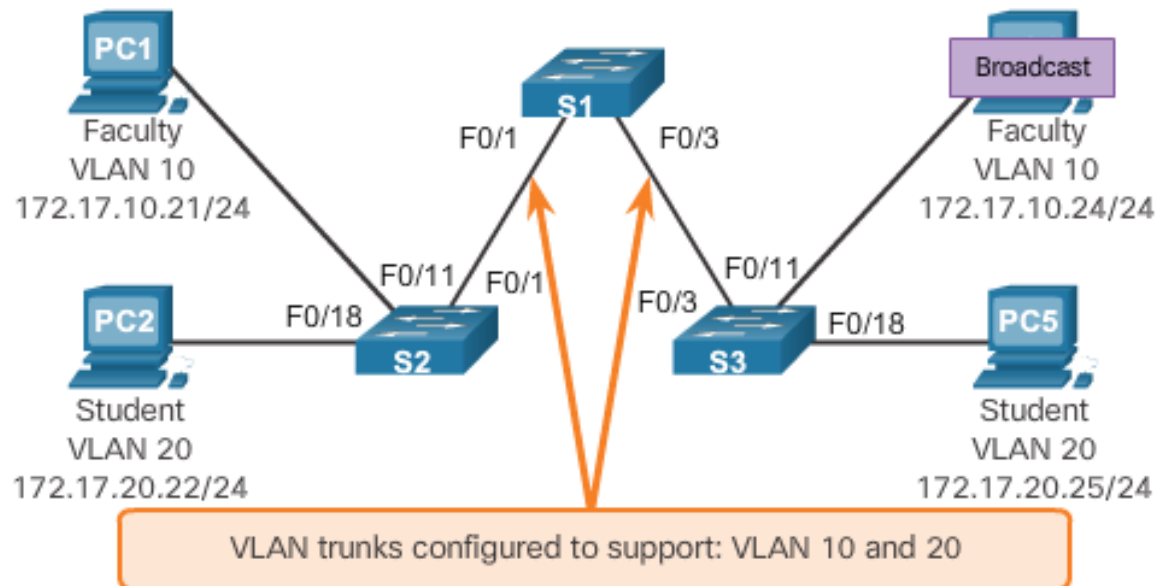 PC1
Faculty
VLAN 10
172.17.10.21/24
S1
F0/1
F0/3
Broadcast
Faculty
VLAN 10
172.17.10.24/24
F0/11
F0/1
F0/18
S2
PC2
Student
VLAN 20
172.17.20.22/24
F0/11
F0/3
F0/18
S3
PC5
Student
VLAN 20
172.17.20.25/24
VLAN trunks configured to support: VLAN 10 and 20